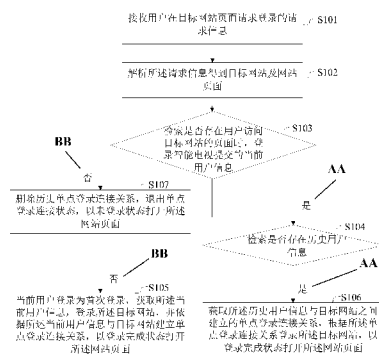 接收用户在目标网站页面请求登录的请
求信息
S101
解析所述请求信息得到目标网站及网站
页面
S102
检索是否存在用户访问
目标网站的页面时，登
录智能电视提交的当前
用户信息
S103
BB
否
AA
是
S107
删除历史单点登录连接关系，退出单点
登录连接状态，以未登录状态打开所述
网站页面
S104
检索是否存在历史用户
信息
BB
否
AA
是
S105
当前用户登录为首次登录，获取所述当
前用户信息，登录所述目标网站，并依
据所述当前用户信息与目标网站建立单
点登录连接关系，以登录完成状态打开
所述网站页面
S106
获取所述历史用户信息与目标网站之间
建立的单点登录连接关系，根据所述单
点登录连接关系登录所述目标网站，以
登录完成状态打开所述网站页面